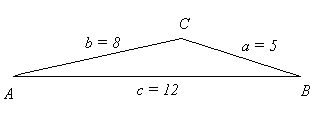 C
b = 8
a = 5
A
c = 12
B